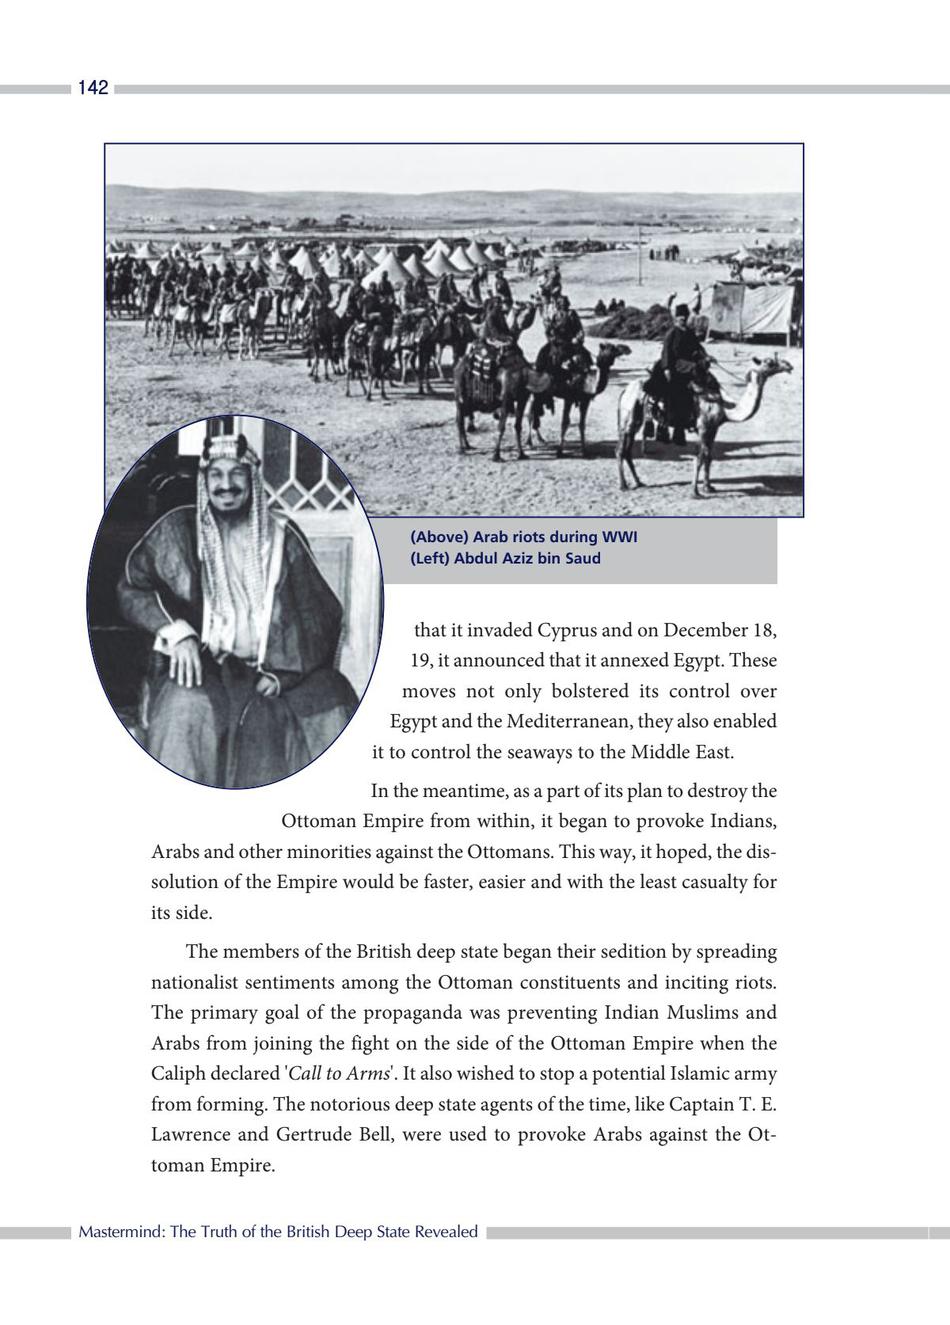 142
(Above) Arab riots during WWI
(Left) Abdul Aziz bin Saud
that it invaded Cyprus and on December 18,
19, it announced that it annexed Egypt. These
moves not only bolstered its control over
Egypt and the Mediterranean, they also enabled
it to control the seaways to the Middle East.
In the meantime, as a part of its plan to destroy the
Ottoman Empire from within, it began to provoke Indians,
Arabs and other minorities against the Ottomans. This way, it hoped, the dis-
solution of the Empire would be faster, easier and with the least casualty for
its side.
The members of the British deep state began their sedition by spreading
nationalist sentiments among the Ottoman constituents and inciting riots.
The primary goal of the propaganda was preventing Indian Muslims and
Arabs from joining the fight on the side of the Ottoman Empire when the
Caliph declared 'Call to Arms'. It also wished to stop a potential Islamic army
from forming. The notorious deep state agents of the time, like Captain T. E.
Lawrence and Gertrude Bell, were used to provoke Arabs against the Ot-
toman Empire.
Mastermind: The Truth of the British Deep State Revealed